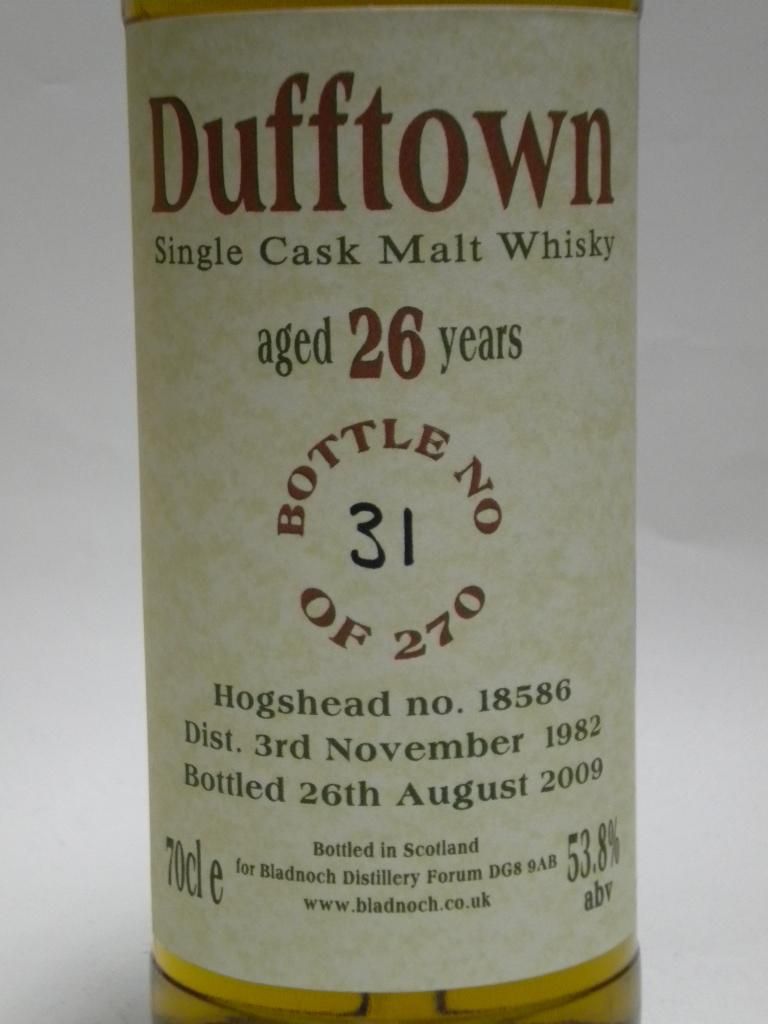 Dufftown
Single Cask Malt Whisky
aged 26 years
BOTTLE NO
31
OF 270
Hogshead no. 18586
Dist. 3rd November 1982
Bottled 26th August 2009
70cl e
Bottled in Scotland
for Bladnoch Distillery Forum DG8 9AB
www.bladnoch.co.uk
53.8%
abv